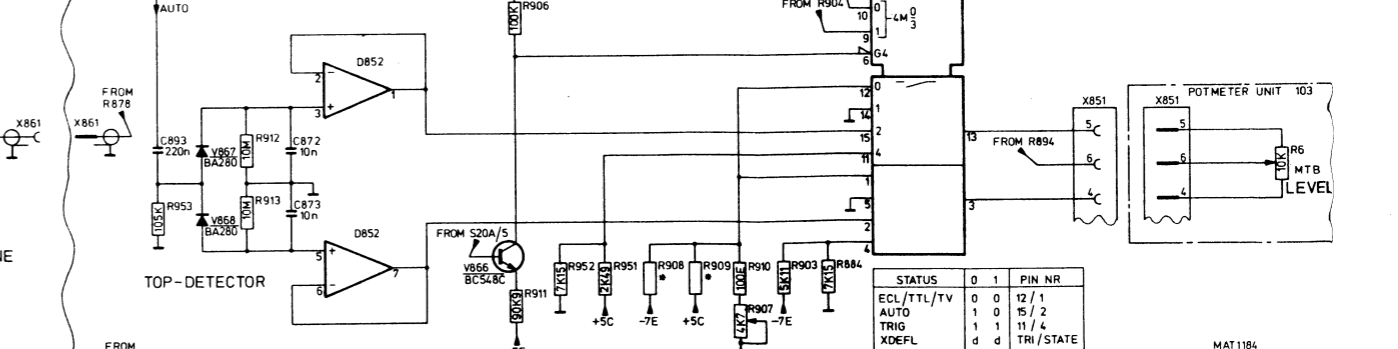 AUTO
R906
100K
FROM R904
0
10
1
9
4M 0/3
G4
6
D852
2
-
3
+
1
FROM
R878
X861
X861
C893
220n
V867
BA280
R912
10M
C872
10n
R953
105K
V868
BA280
R913
10M
C873
10n
D852
5
+
6
-
7
TOP-DETECTOR
FROM S20A/5
V866
BC548C
R911
90K9
R952
7K15
R951
2K49
+5C
R908
*
-7E
R909
*
+5C
R910
100E
R907
4K7
R903
5K11
-7E
R884
7K15
0
12
1
14
2
15
4
11
1
5
2
4
13
3
FROM R894
X851
5
6
4
POTMETER UNIT 103
X851
5
6
4
R6
10K
MTB
LEVEL
STATUS 0 1 PIN NR
ECL/TTL/TV 0 0 12/1
AUTO 1 0 15/2
TRIG 1 1 11/4
XDEFL d d TRI/STATE
MAT1184
FROM